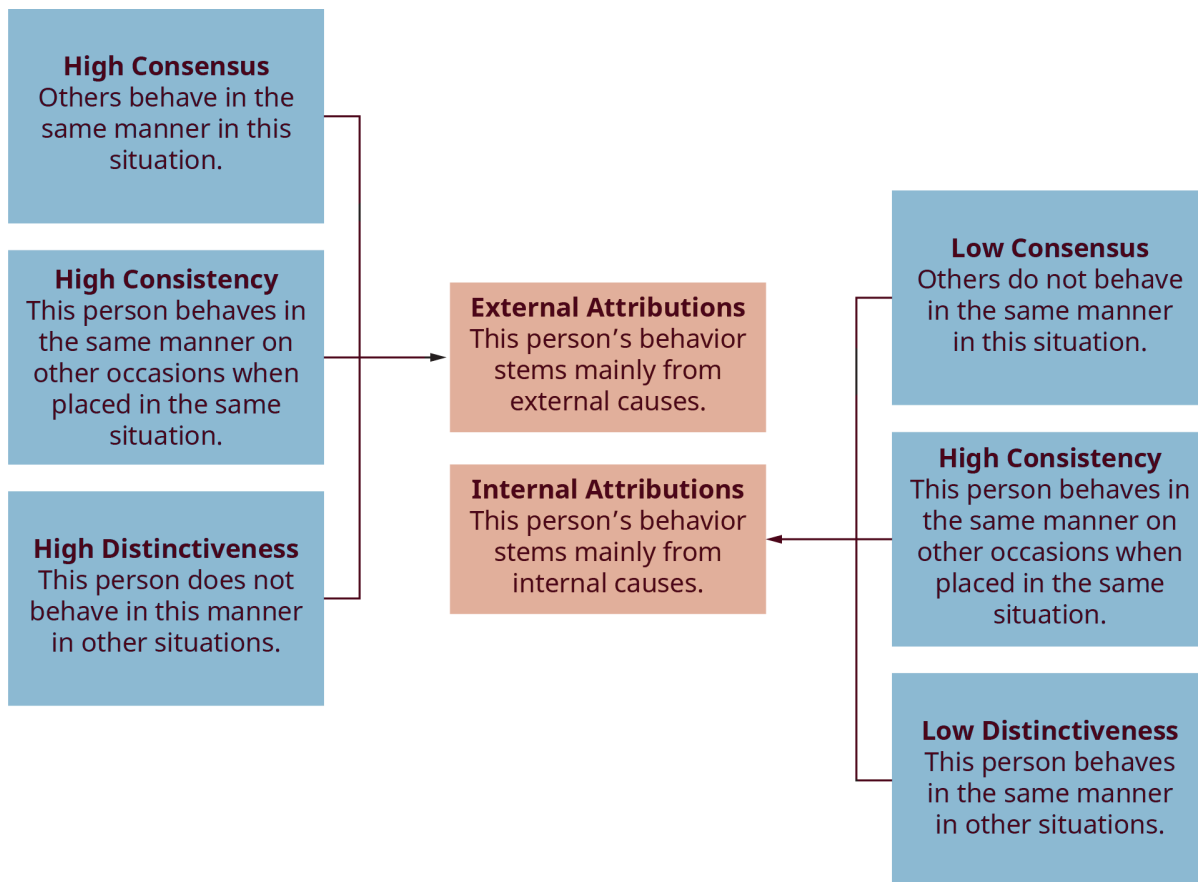 High Consensus
Others behave in the
same manner in this
situation.
High Consistency
This person behaves in
the same manner on
other occasions when
placed in the same
situation.
High Distinctiveness
This person does not
behave in this manner
in other situations.
External Attributions
This person’s behavior
stems mainly from
external causes.
Internal Attributions
This person’s behavior
stems mainly from
internal causes.
Low Consensus
Others do not behave
in the same manner
in this situation.
High Consistency
This person behaves in
the same manner on
other occasions when
placed in the same
situation.
Low Distinctiveness
This person behaves
in the same manner
in other situations.